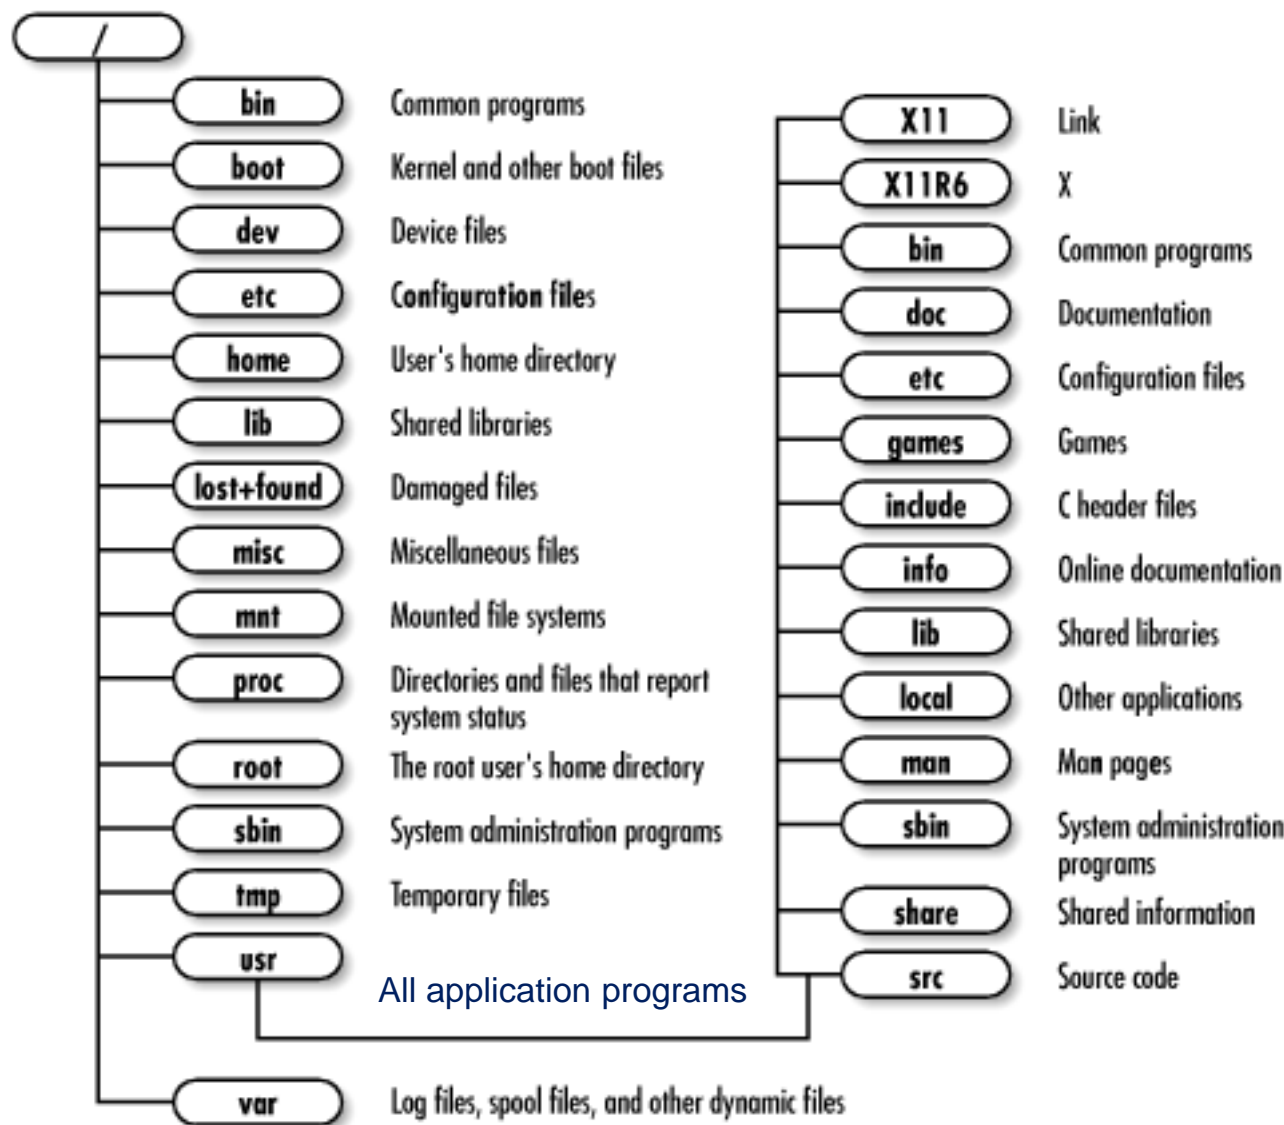 /
bin Common programs
boot Kernel and other boot files
dev Device files
etc Configuration files
home User's home directory
lib Shared libraries
lost+found Damaged files
misc Miscellaneous files
mnt Mounted file systems
proc Directories and files that report
system status
root The root user's home directory
sbin System administration programs
tmp Temporary files
usr
All application programs
var Log files, spool files, and other dynamic files
X11 Link
X11R6 X
bin Common programs
doc Documentation
etc Configuration files
games Games
include C header files
info Online documentation
lib Shared libraries
local Other applications
man Man pages
sbin System administration
programs
share Shared information
src Source code